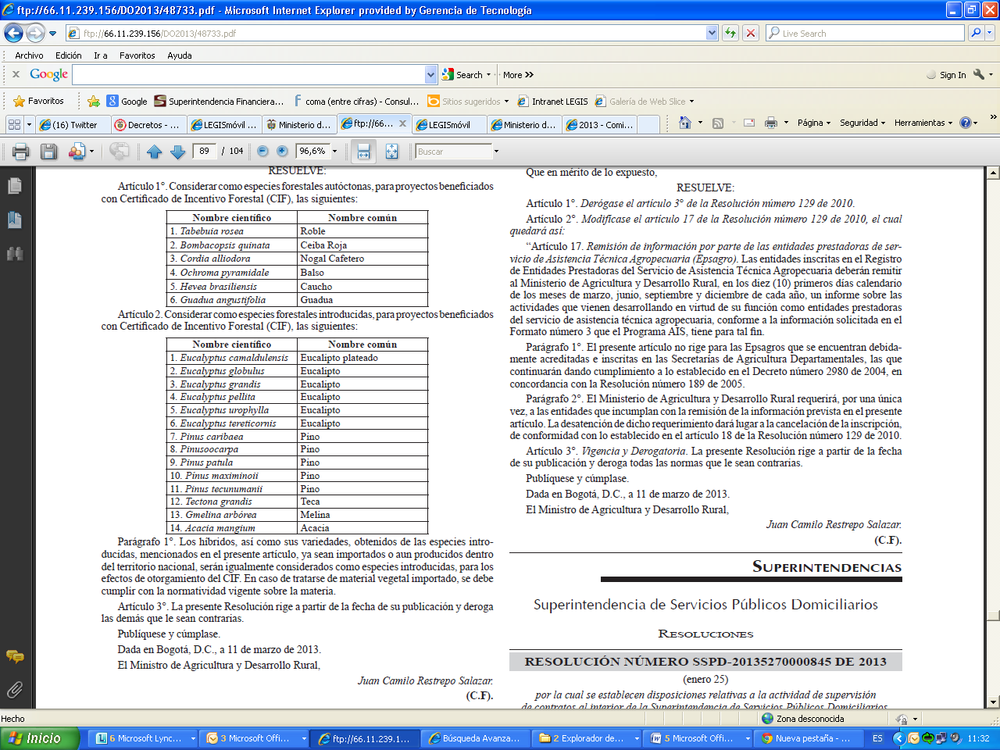 ftp://66.11.239.156/DO2013/48733.pdf - Microsoft Internet Explorer provided by Gerencia de Tecnología
ftp://66.11.239.156/DO2013/48733.pdf
Live Search
Archivo Edición Ir a Favoritos Ayuda
x Google Search More >> Sign In
Favoritos Google Superintendencia Financiera... coma (entre cifras) - Consul... Sitios sugeridos Intranet LEGIS Galería de Web Slice
(16) Twitter Decretos - ... LEGISmóvil ... Ministerio d... ftp://66... LEGISmóvil Ministerio d... 2013 - Comi... Página Seguridad Herramientas
89 / 104 96,6% Buscar
RESUELVE:
Artículo 1°. Considerar como especies forestales autóctonas, para proyectos beneficiados
con Certificado de Incentivo Forestal (CIF), las siguientes:
Nombre científico Nombre común
1. Tabebuia rosea Roble
2. Bombacopsis quinata Ceiba Roja
3. Cordia alliodora Nogal Cafetero
4. Ochroma pyramidale Balso
5. Hevea brasiliensis Caucho
6. Guadua angustifolia Guadua
Artículo 2. Considerar como especies forestales introducidas, para proyectos beneficiados
con Certificado de Incentivo Forestal (CIF), las siguientes:
Nombre científico Nombre común
1. Eucalyptus camaldulensis Eucalipto plateado
2. Eucalyptus globulus Eucalipto
3. Eucalyptus grandis Eucalipto
4. Eucalyptus pellita Eucalipto
5. Eucalyptus urophylla Eucalipto
6. Eucalyptus tereticornis Eucalipto
7. Pinus caribaea Pino
8. Pinusoocarpa Pino
9. Pinus patula Pino
10. Pinus maximinoii Pino
11. Pinus tecunumanii Pino
12. Tectona grandis Teca
13. Gmelina arbórea Melina
14. Acacia mangium Acacia
Parágrafo 1°. Los híbridos, así como sus variedades, obtenidos de las especies intro-
ducidas, mencionados en el presente artículo, ya sean importados o aun producidos dentro
del territorio nacional, serán igualmente considerados como especies introducidas, para los
efectos de otorgamiento del CIF. En caso de tratarse de material vegetal importado, se debe
cumplir con la normatividad vigente sobre la materia.
Artículo 3°. La presente Resolución rige a partir de la fecha de su publicación y deroga
las demás que le sean contrarias.
Publíquese y cúmplase.
Dada en Bogotá, D.C., a 11 de marzo de 2013.
El Ministro de Agricultura y Desarrollo Rural,
Juan Camilo Restrepo Salazar.
(C.F).
Que en mérito de lo expuesto,
RESUELVE:
Artículo 1°. Derógase el artículo 3° de la Resolución número 129 de 2010.
Artículo 2°. Modifícase el artículo 17 de la Resolución número 129 de 2010, el cual
quedará así:
“Artículo 17. Remisión de información por parte de las entidades prestadoras de ser-
vicio de Asistencia Técnica Agropecuaria (Epsagro). Las entidades inscritas en el Registro
de Entidades Prestadoras del Servicio de Asistencia Técnica Agropecuaria deberán remitir
al Ministerio de Agricultura y Desarrollo Rural, en los diez (10) primeros días calendario
de los meses de marzo, junio, septiembre y diciembre de cada año, un informe sobre las
actividades que vienen desarrollando en virtud de su función como entidades prestadoras
del servicio de asistencia técnica agropecuaria, conforme a la información solicitada en el
Formato número 3 que el Programa AIS, tiene para tal fin.
Parágrafo 1°. El presente artículo no rige para las Epsagros que se encuentran debida-
mente acreditadas e inscritas en las Secretarías de Agricultura Departamentales, las que
continuarán dando cumplimiento a lo establecido en el Decreto número 2980 de 2004, en
concordancia con la Resolución número 189 de 2005.
Parágrafo 2°. El Ministerio de Agricultura y Desarrollo Rural requerirá, por una única
vez, a las entidades que incumplan con la remisión de la información prevista en el presente
artículo. La desatención de dicho requerimiento dará lugar a la cancelación de la inscripción,
de conformidad con lo establecido en el artículo 18 de la Resolución número 129 de 2010.
Artículo 3°. Vigencia y Derogatoria. La presente Resolución rige a partir de la fecha
de su publicación y deroga todas las normas que le sean contrarias.
Publíquese y cúmplase.
Dada en Bogotá, D.C., a 11 de marzo de 2013.
El Ministro de Agricultura y Desarrollo Rural,
Juan Camilo Restrepo Salazar.
(C.F).
SUPERINTENDENCIAS
Superintendencia de Servicios Públicos Domiciliarios
RESOLUCIONES
RESOLUCIÓN NÚMERO SSPD-20135270000845 DE 2013
(enero 25)
por la cual se establecen disposiciones relativas a la actividad de supervisión
de contratos al interior de la Superintendencia de Servicios Públicos Domiciliarios
Hecho Zona desconocida
Inicio 6 Microsoft Lync... 3 Microsoft Offi... ftp://66.11.239.1... Búsqueda Avanza... 2 Explorador de... 5 Microsoft Offi... Nueva pestaña - ... ES 11:32